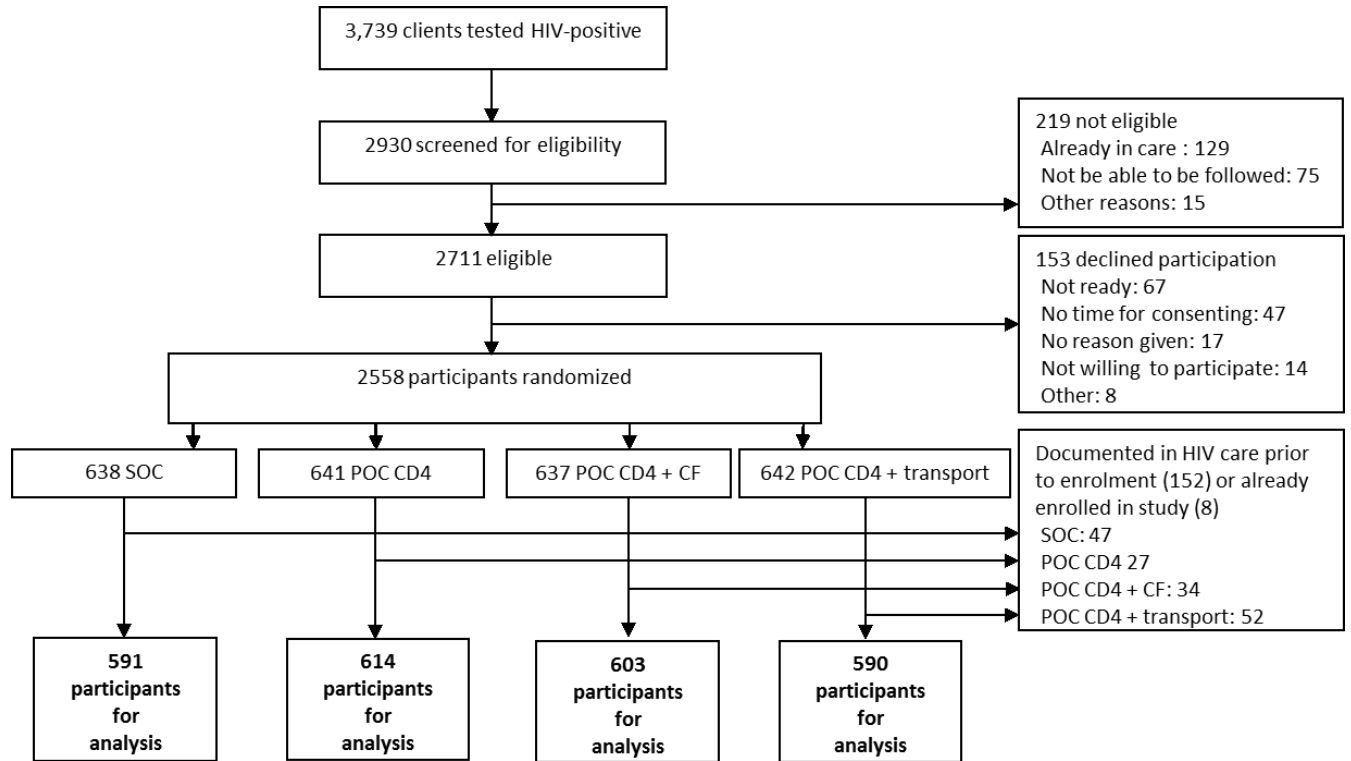 3,739 clients tested HIV-positive
2930 screened for eligibility
219 not eligible
Already in care : 129
Not be able to be followed: 75
Other reasons: 15
2711 eligible
153 declined participation
Not ready: 67
No time for consenting: 47
No reason given: 17
Not willing to participate: 14
Other: 8
2558 participants randomized
638 SOC
641 POC CD4
637 POC CD4 + CF
642 POC CD4 + transport
Documented in HIV care prior
to enrolment (152) or already
enrolled in study (8)
SOC: 47
POC CD4 27
POC CD4 + CF: 34
POC CD4 + transport: 52
591
participants
for
analysis
614
participants
for
analysis
603
participants
for
analysis
590
participants
for
analysis